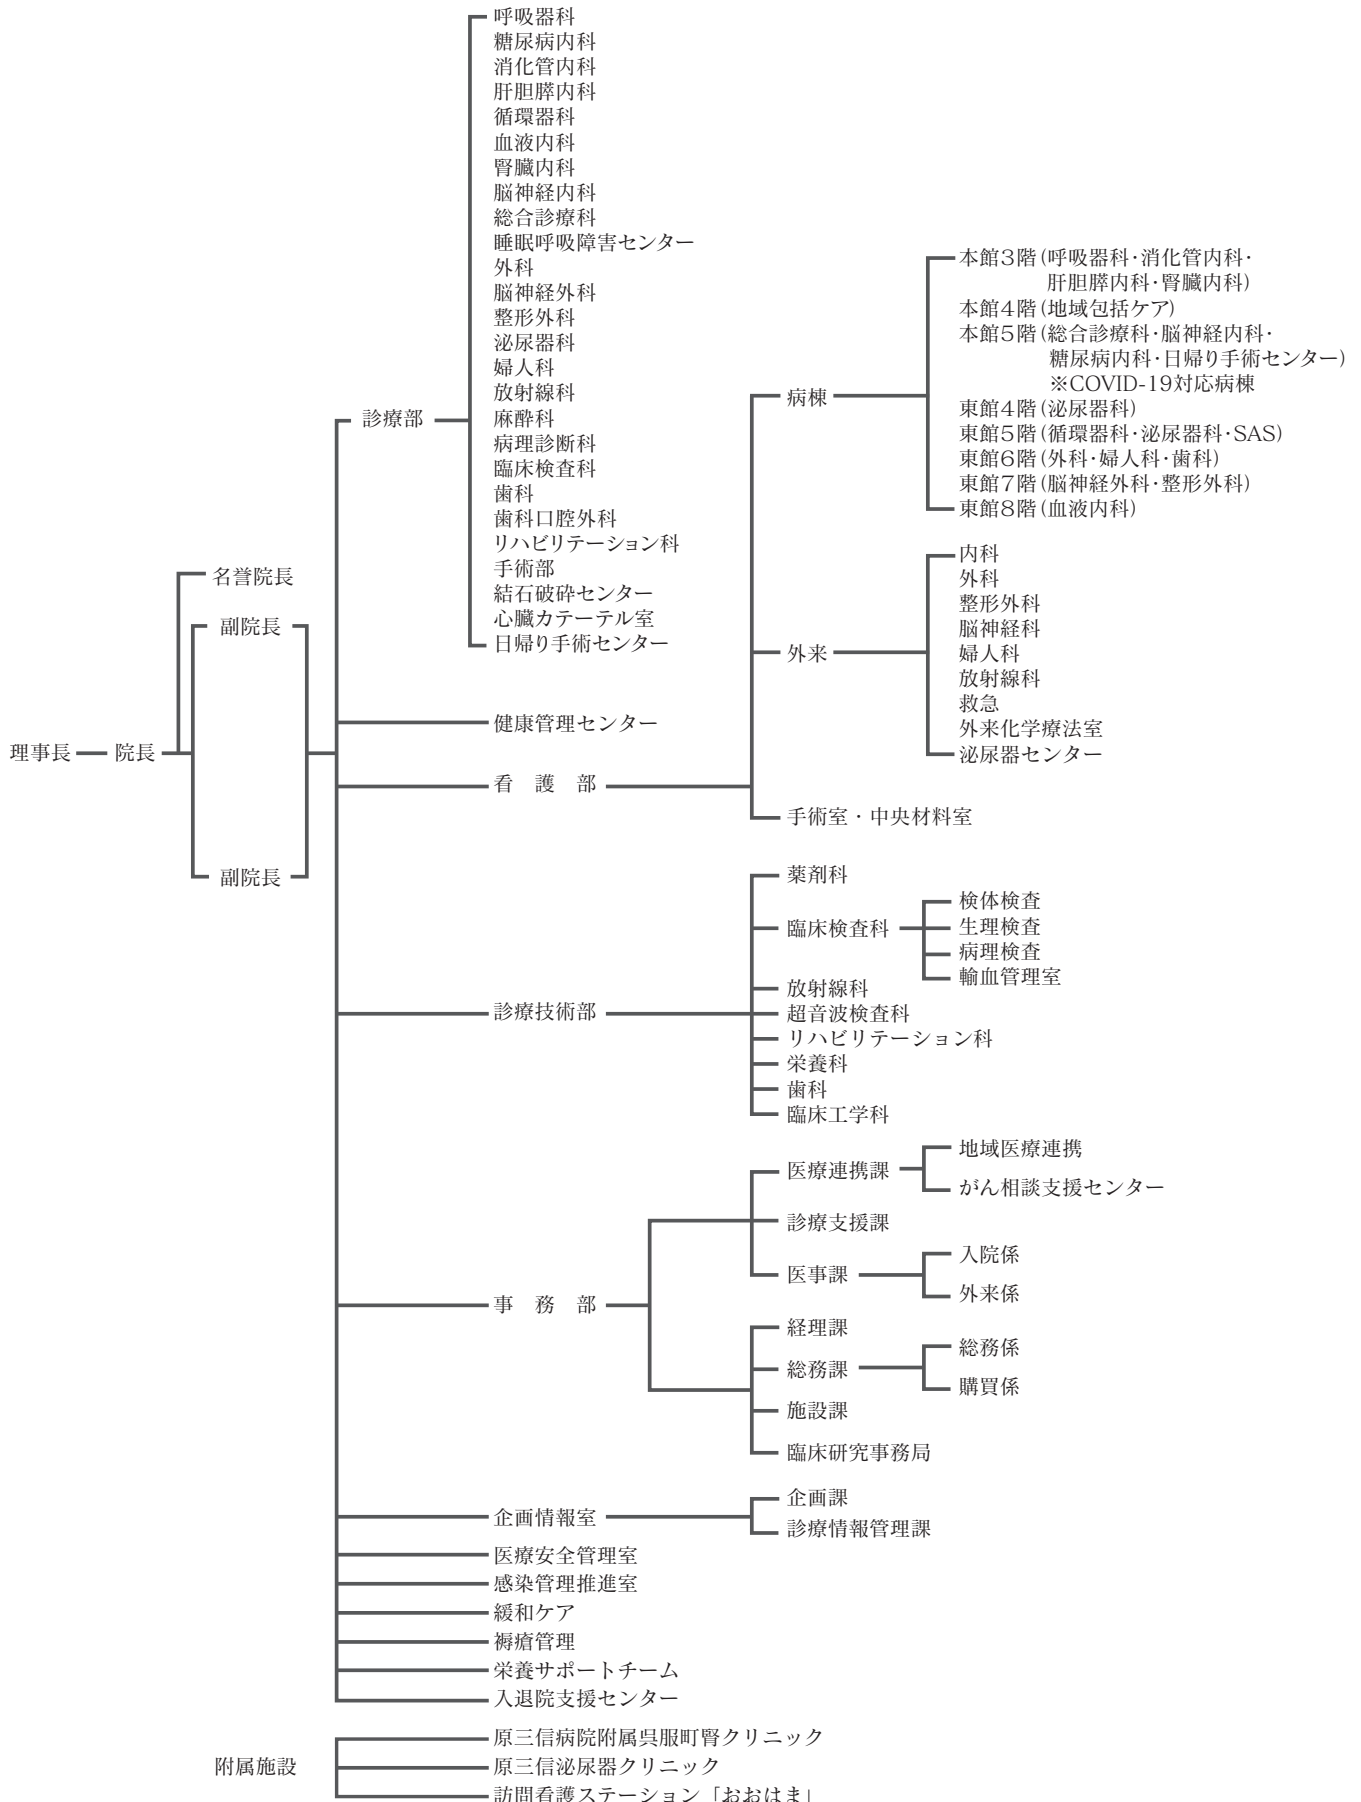 理事長
院長
名誉院長
副院長
副院長
診療部
呼吸器科
糖尿病内科
消化管内科
肝胆膵内科
循環器科
血液内科
腎臓内科
脳神経内科
総合診療科
睡眠呼吸障害センター
外科
脳神経外科
整形外科
泌尿器科
婦人科
放射線科
麻酔科
病理診断科
臨床検査科
歯科
歯科口腔外科
リハビリテーション科
手術部
結石破砕センター
心臓カテーテル室
日帰り手術センター
健康管理センター
看　護　部
病棟
本館3階(呼吸器科・消化管内科・
肝胆膵内科・腎臓内科)
本館4階(地域包括ケア)
本館5階(総合診療科・脳神経内科・
糖尿病内科・日帰り手術センター)
※COVID-19対応病棟
東館4階(泌尿器科)
東館5階(循環器科・泌尿器科・SAS)
東館6階(外科・婦人科・歯科)
東館7階(脳神経外科・整形外科)
東館8階(血液内科)
外来
内科
外科
整形外科
脳神経科
婦人科
放射線科
救急
外来化学療法室
泌尿器センター
手術室・中央材料室
診療技術部
薬剤科
臨床検査科
検体検査
生理検査
病理検査
輸血管理室
放射線科
超音波検査科
リハビリテーション科
栄養科
歯科
臨床工学科
事　務　部
医療連携課
地域医療連携
がん相談支援センター
診療支援課
医事課
入院係
外来係
経理課
総務課
総務係
購買係
施設課
臨床研究事務局
企画情報室
企画課
診療情報管理課
医療安全管理室
感染管理推進室
緩和ケア
褥瘡管理
栄養サポートチーム
入退院支援センター
附属施設
原三信病院附属呉服町腎クリニック
原三信泌尿器クリニック
訪問看護ステーション「おおはま」